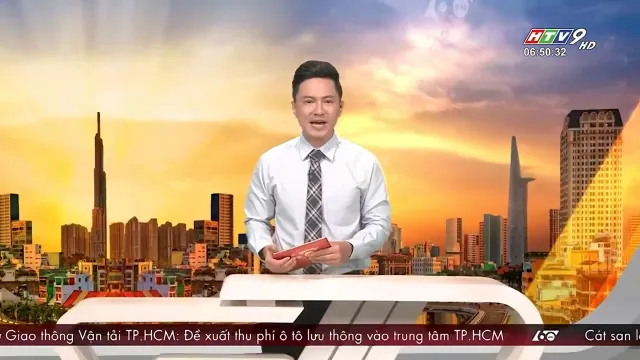 HTV9 HD
06:50:32
Giao thông Vận tải TP.HCM: Đề xuất thu phí ô tô lưu thông vào trung tâm TP.HCM 60 Cát san